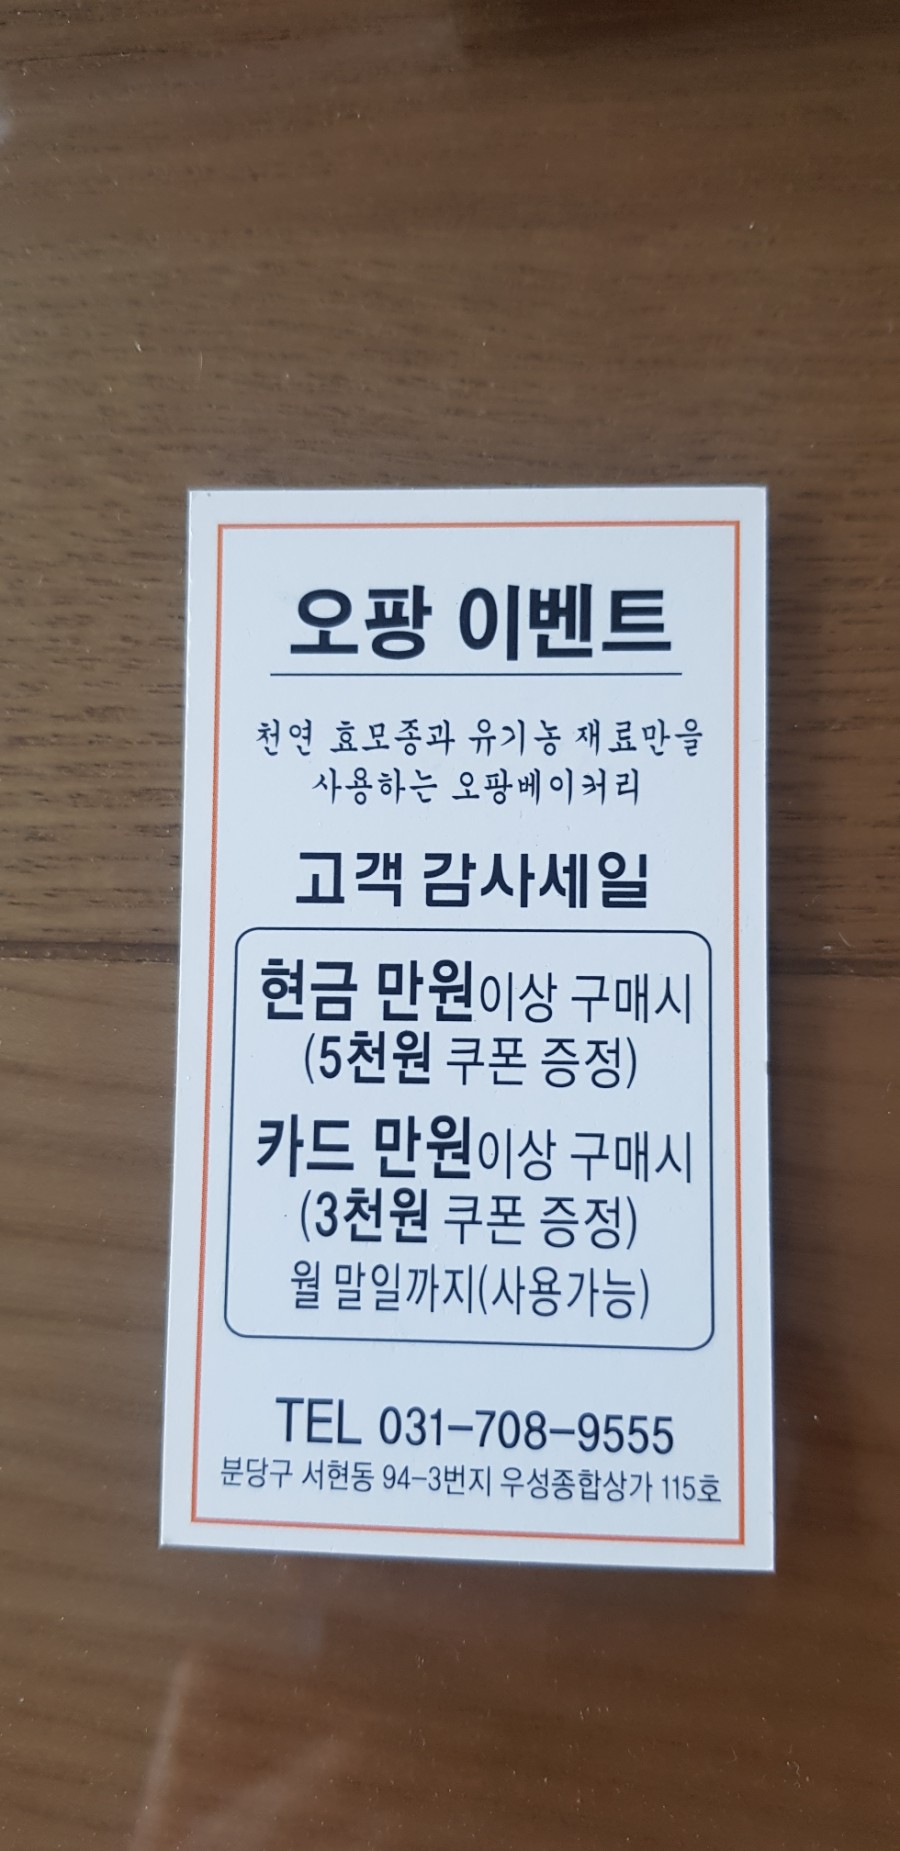 오팡 이벤트
천연 효모종과 유기농 재료만을
사용하는 오팡베이커리
고객 감사세일
현금 만원이상 구매시
(5천원 쿠폰 증정)
카드 만원이상 구매시
(3천원 쿠폰 증정)
월 말일까지(사용가능)
TEL 031-708-9555
분당구 서현동 94-3번지 우성종합상가 115호